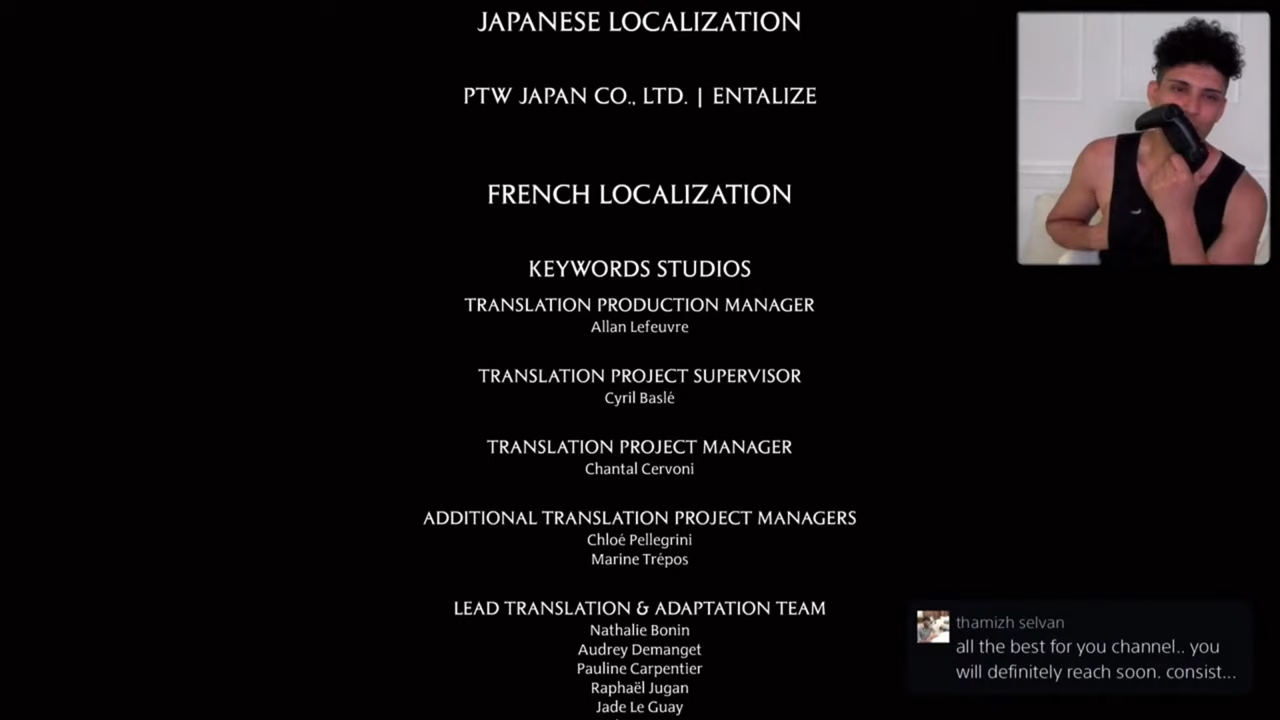 JAPANESE LOCALIZATION
PTW JAPAN CO., LTD. | ENTALIZE
FRENCH LOCALIZATION
KEYWORDS STUDIOS
TRANSLATION PRODUCTION MANAGER
Allan Lefeuvre
TRANSLATION PROJECT SUPERVISOR
Cyril Baslé
TRANSLATION PROJECT MANAGER
Chantal Cervoni
ADDITIONAL TRANSLATION PROJECT MANAGERS
Chloé Pellegrini
Marine Trépos
LEAD TRANSLATION & ADAPTATION TEAM
Nathalie Bonin
Audrey Demanget
Pauline Carpentier
Raphaël Jugan
Jade Le Guay
thamizh selvan
all the best for you channel.. you
will definitely reach soon. consist...